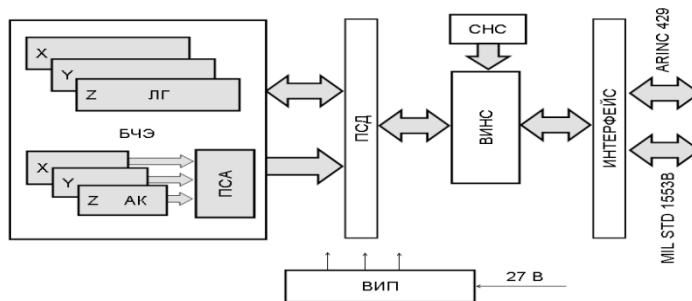 X
Y
Z ЛГ
БЧЭ
X
Y
Z АК
ПСА
ПСД
СНС
ВИНС
ИНТЕРФЕЙС
ARINC 429
MIL STD 1553B
ВИП
27 В